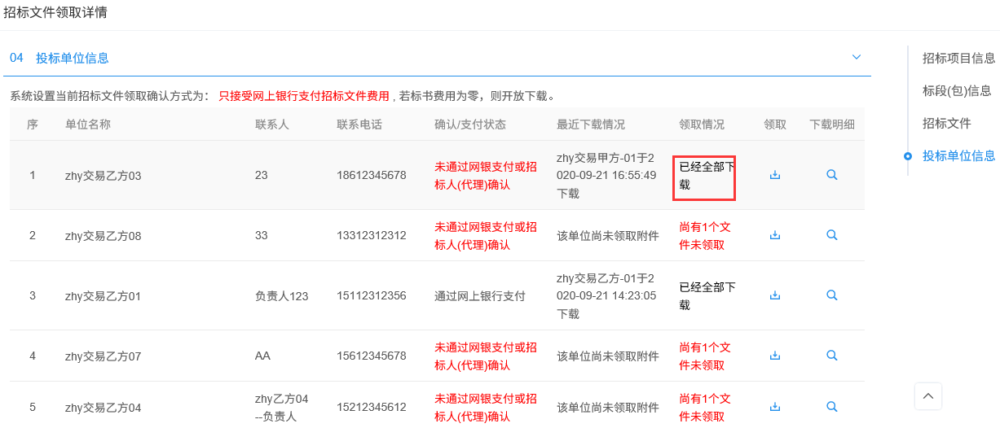 招标文件领取详情
04 投标单位信息
系统设置当前招标文件领取确认方式为： 只接受网上银行支付招标文件费用 , 若标书费用为零，则开放下载。
序 单位名称 联系人 联系电话 确认/支付状态 最近下载情况 领取情况 领取 下载明细
1 zhy交易乙方03 23 18612345678
未通过网银支付或招
标人(代理)确认
zhy交易甲方-01于2
020-09-21 16:55:49
下载
已经全部下
载
2 zhy交易乙方08 33 13312312312
未通过网银支付或招
标人(代理)确认
该单位尚未领取附件
尚有1个文
件未领取
3 zhy交易乙方01 负责人123 15112312356 通过网上银行支付
zhy交易乙方-01于2
020-09-21 14:23:05
下载
已经全部下
载
4 zhy交易乙方07 AA 15612345678
未通过网银支付或招
标人(代理)确认
该单位尚未领取附件
尚有1个文
件未领取
5 zhy交易乙方04
zhy乙方04
--负责人
15212345612
未通过网银支付或招
标人(代理)确认
该单位尚未领取附件
尚有1个文
件未领取
招标项目信息
标段(包)信息
招标文件
投标单位信息